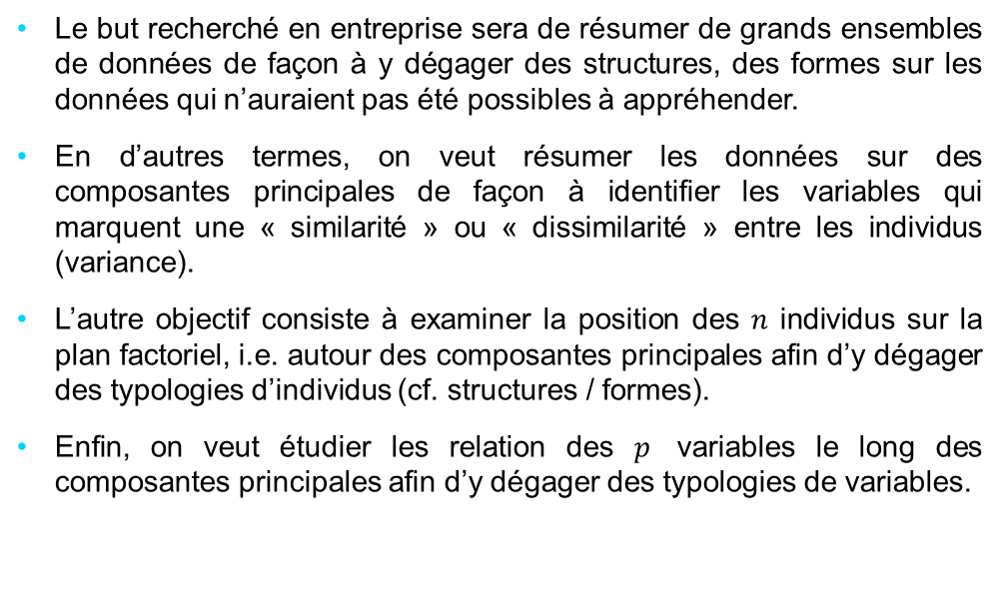 • Le but recherché en entreprise sera de résumer de grands ensembles
de données de façon à y dégager des structures, des formes sur les
données qui n’auraient pas été possibles à appréhender.
• En d’autres termes, on veut résumer les données sur des
composantes principales de façon à identifier les variables qui
marquent une « similarité » ou « dissimilarité » entre les individus
(variance).
• L’autre objectif consiste à examiner la position des n individus sur la
plan factoriel, i.e. autour des composantes principales afin d’y dégager
des typologies d’individus (cf. structures / formes).
• Enfin, on veut étudier les relation des p variables le long des
composantes principales afin d’y dégager des typologies de variables.